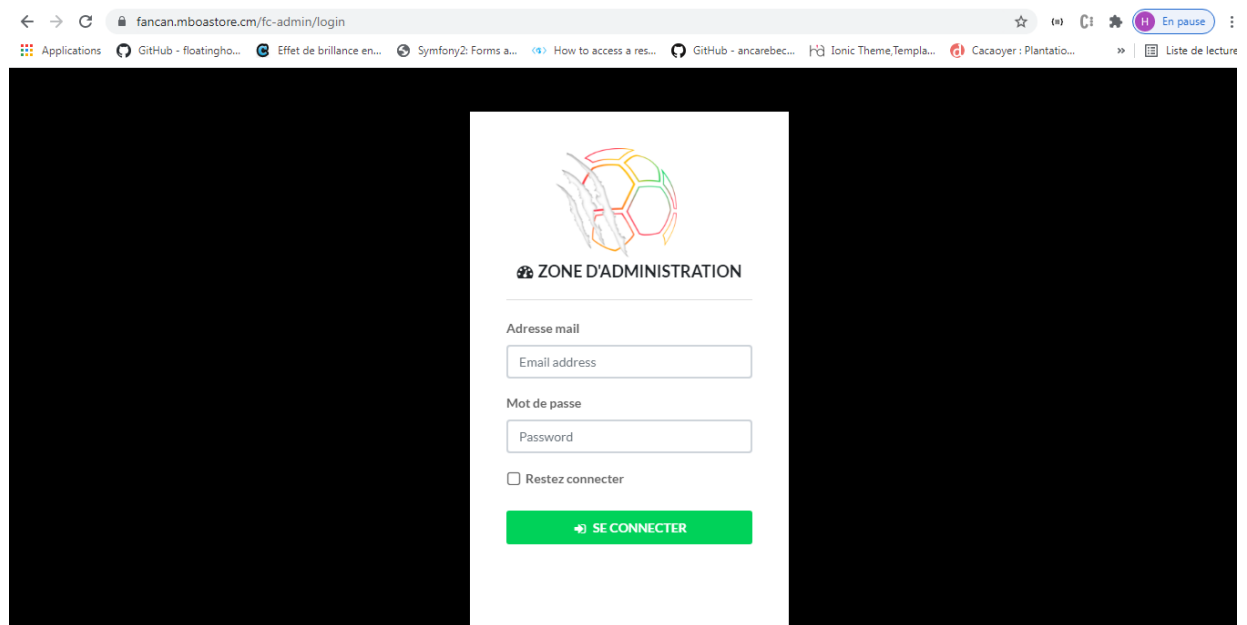 fancan.mboastore.cm/fc-admin/login
H En pause
Applications GitHub - floatingho... Effet de brillance en... Symfony2: Forms a... How to access a res... GitHub - ancarebec... Ionic Theme,Templa... Cacaoyer : Plantatio... » Liste de lecture
ZONE D'ADMINISTRATION
Adresse mail
Email address
Mot de passe
Password
Restez connecter
SE CONNECTER